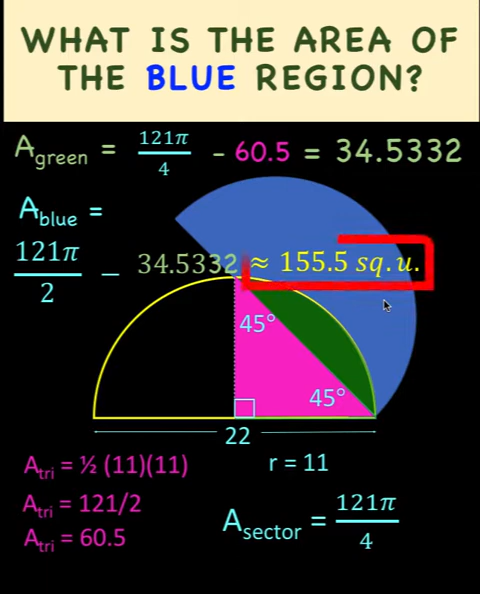 WHAT IS THE AREA OF
THE BLUE REGION?
A_green = 121π/4 - 60.5 = 34.5332
A_blue =
121π/2 - 34.5332 ≈ 155.5 sq.u.
45°
45°
22
A_tri = ½ (11)(11)
r = 11
A_tri = 121/2
A_sector = 121π/4
A_tri = 60.5